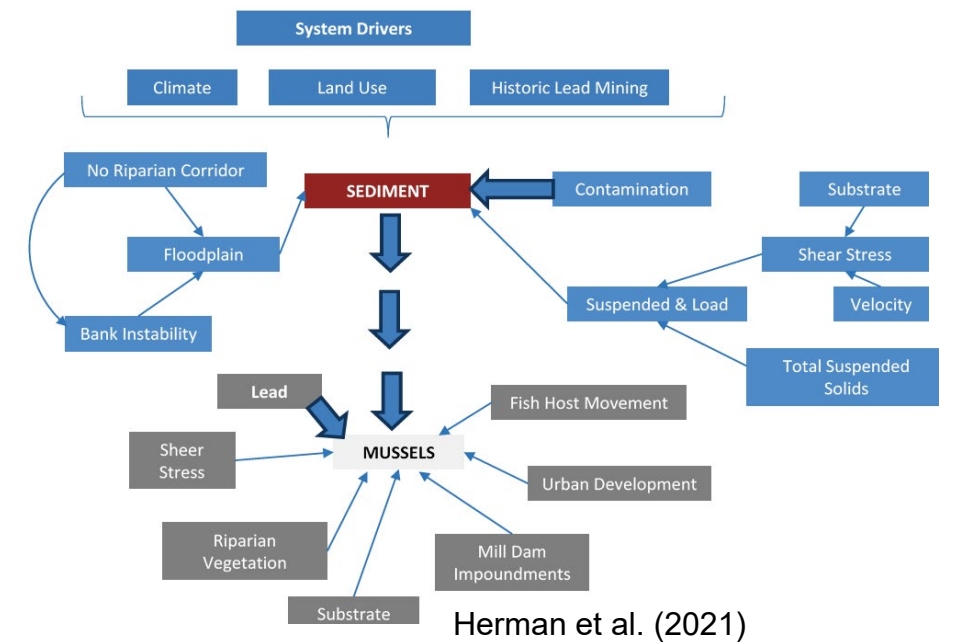 System Drivers
Climate
Land Use
Historic Lead Mining
No Riparian Corridor
SEDIMENT
Contamination
Substrate
Floodplain
Shear Stress
Suspended & Load
Velocity
Bank Instability
Total Suspended
Solids
Lead
Fish Host Movement
Sheer
Stress
MUSSELS
Urban Development
Riparian
Vegetation
Mill Dam
Impoundments
Substrate
Herman et al. (2021)